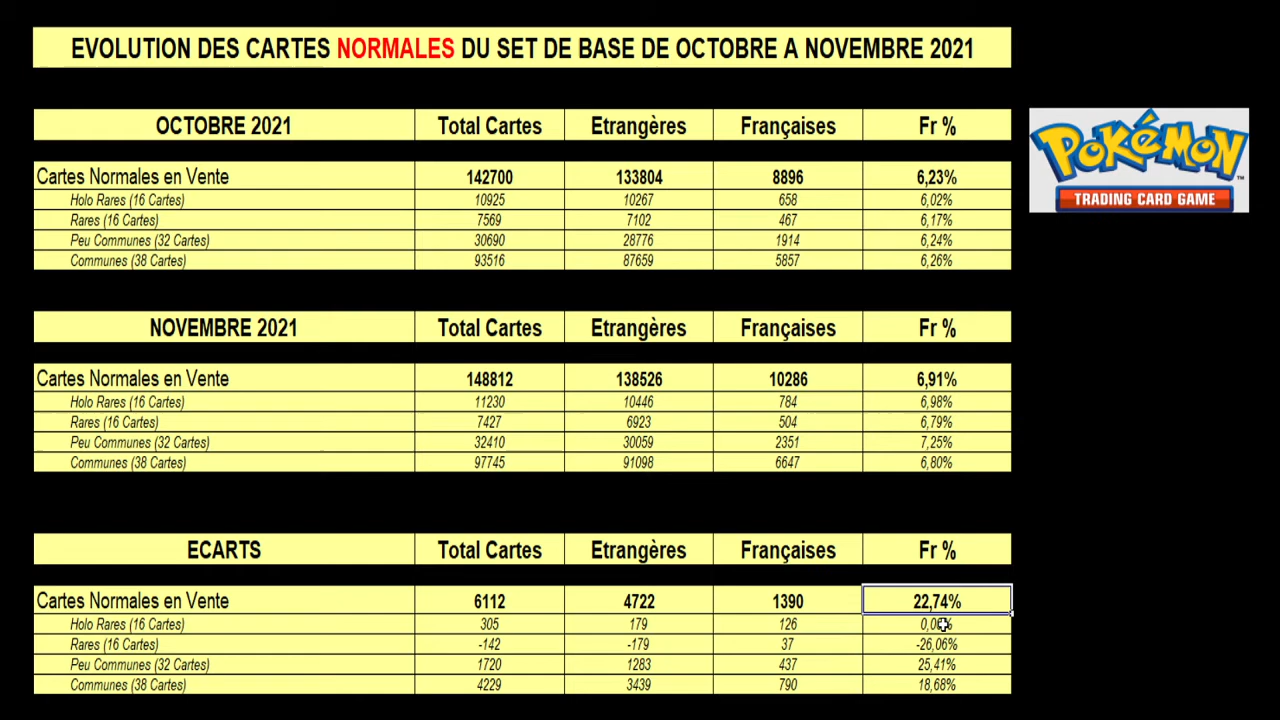 EVOLUTION DES CARTES NORMALES DU SET DE BASE DE OCTOBRE A NOVEMBRE 2021
OCTOBRE 2021 Total Cartes Etrangères Françaises Fr %
POKéMON
TRADING CARD GAME
Cartes Normales en Vente 142700 133804 8896 6,23%
Holo Rares (16 Cartes) 10925 10267 658 6,02%
Rares (16 Cartes) 7569 7102 467 6,17%
Peu Communes (32 Cartes) 30690 28776 1914 6,24%
Communes (38 Cartes) 93516 87659 5857 6,26%
NOVEMBRE 2021 Total Cartes Etrangères Françaises Fr %
Cartes Normales en Vente 148812 138526 10286 6,91%
Holo Rares (16 Cartes) 11230 10446 784 6,98%
Rares (16 Cartes) 7427 6923 504 6,79%
Peu Communes (32 Cartes) 32410 30059 2351 7,25%
Communes (38 Cartes) 97745 91098 6647 6,80%
ECARTS Total Cartes Etrangères Françaises Fr %
Cartes Normales en Vente 6112 4722 1390 22,74%
Holo Rares (16 Cartes) 305 179 126
Rares (16 Cartes) -142 -179 37 -26,06%
Peu Communes (32 Cartes) 1720 1283 437 25,41%
Communes (38 Cartes) 4229 3439 790 18,68%